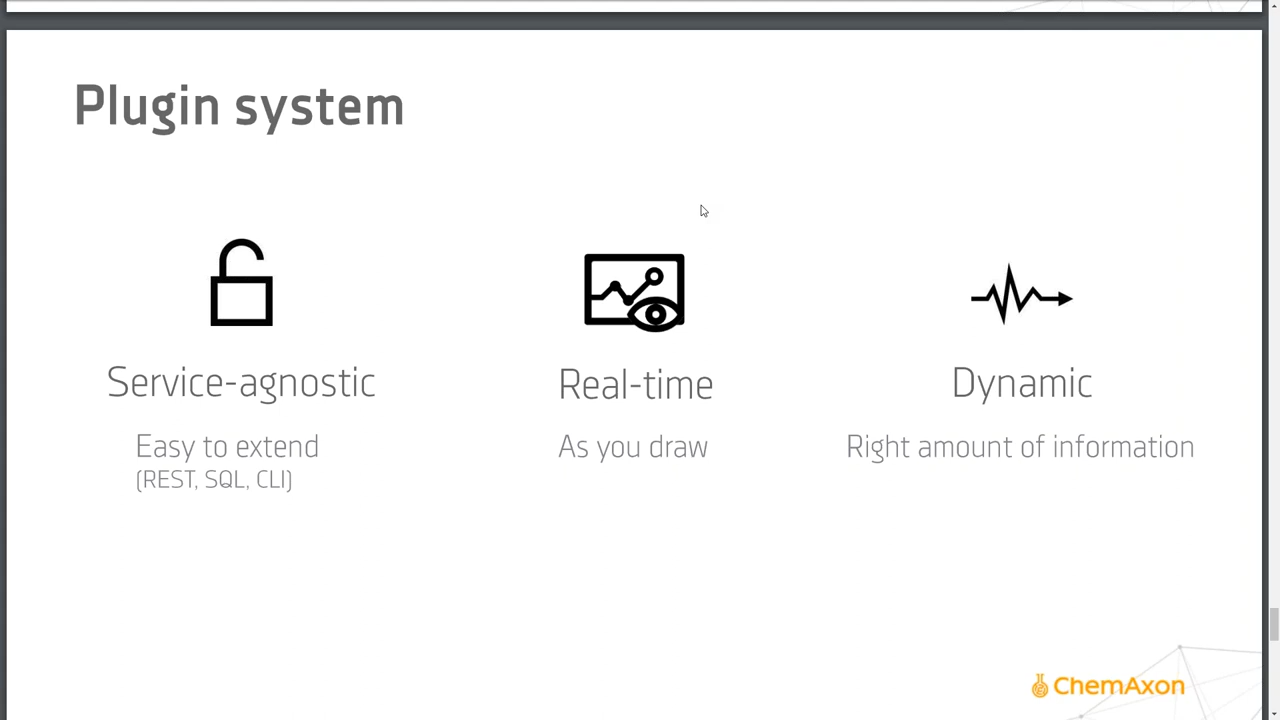 Plugin system
Service-agnostic
Easy to extend
(REST, SQL, CLI)
Real-time
As you draw
Dynamic
Right amount of information
ChemAxon